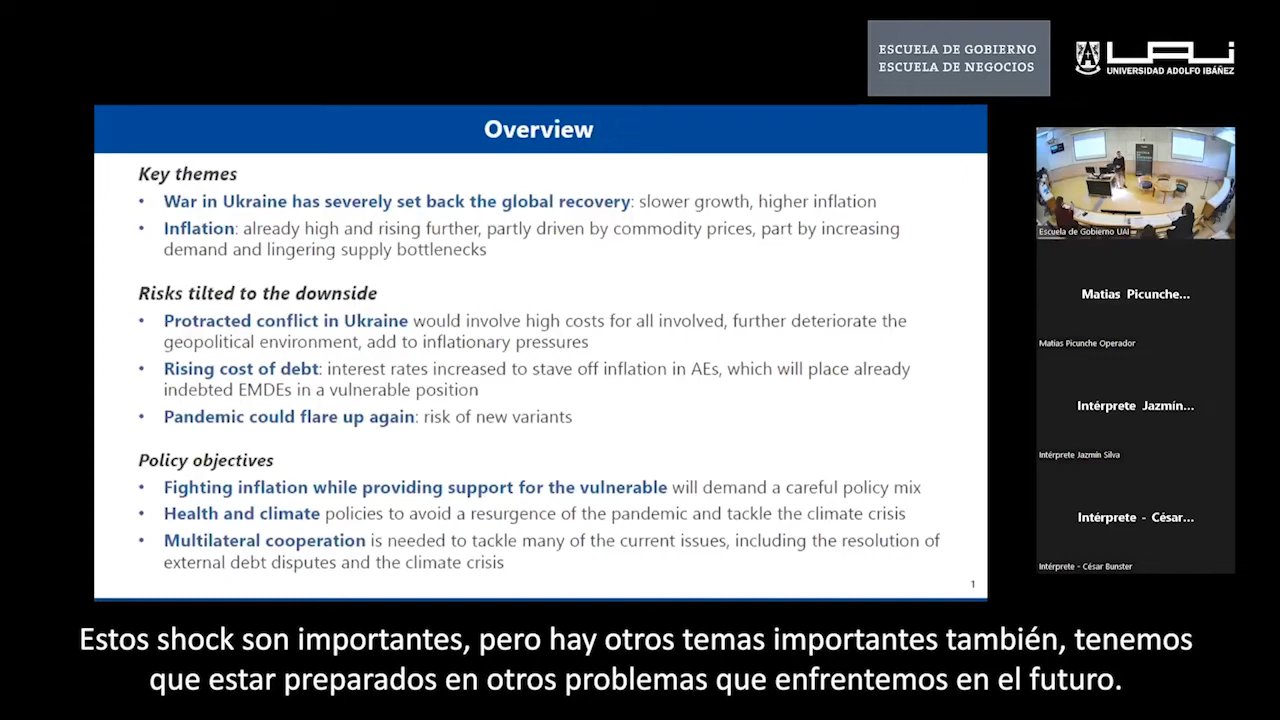 ESCUELA DE GOBIERNO
ESCUELA DE NEGOCIOS
UAI
UNIVERSIDAD ADOLFO IBÁÑEZ
Overview
Key themes
• War in Ukraine has severely set back the global recovery: slower growth, higher inflation
• Inflation: already high and rising further, partly driven by commodity prices, part by increasing
demand and lingering supply bottlenecks
Risks tilted to the downside
• Protracted conflict in Ukraine would involve high costs for all involved, further deteriorate the
geopolitical environment, add to inflationary pressures
• Rising cost of debt: interest rates increased to stave off inflation in AEs, which will place already
indebted EMDEs in a vulnerable position
• Pandemic could flare up again: risk of new variants
Policy objectives
• Fighting inflation while providing support for the vulnerable will demand a careful policy mix
• Health and climate policies to avoid a resurgence of the pandemic and tackle the climate crisis
• Multilateral cooperation is needed to tackle many of the current issues, including the resolution of
external debt disputes and the climate crisis
1
Escuela de Gobierno UAI
Matias Picunche...
Matias Picunche Operador
Intérprete Jazmín...
Intérprete Jazmín Silva
Intérprete - César...
Intérprete - César Bunster
Estos shock son importantes, pero hay otros temas importantes también, tenemos
que estar preparados en otros problemas que enfrentemos en el futuro.